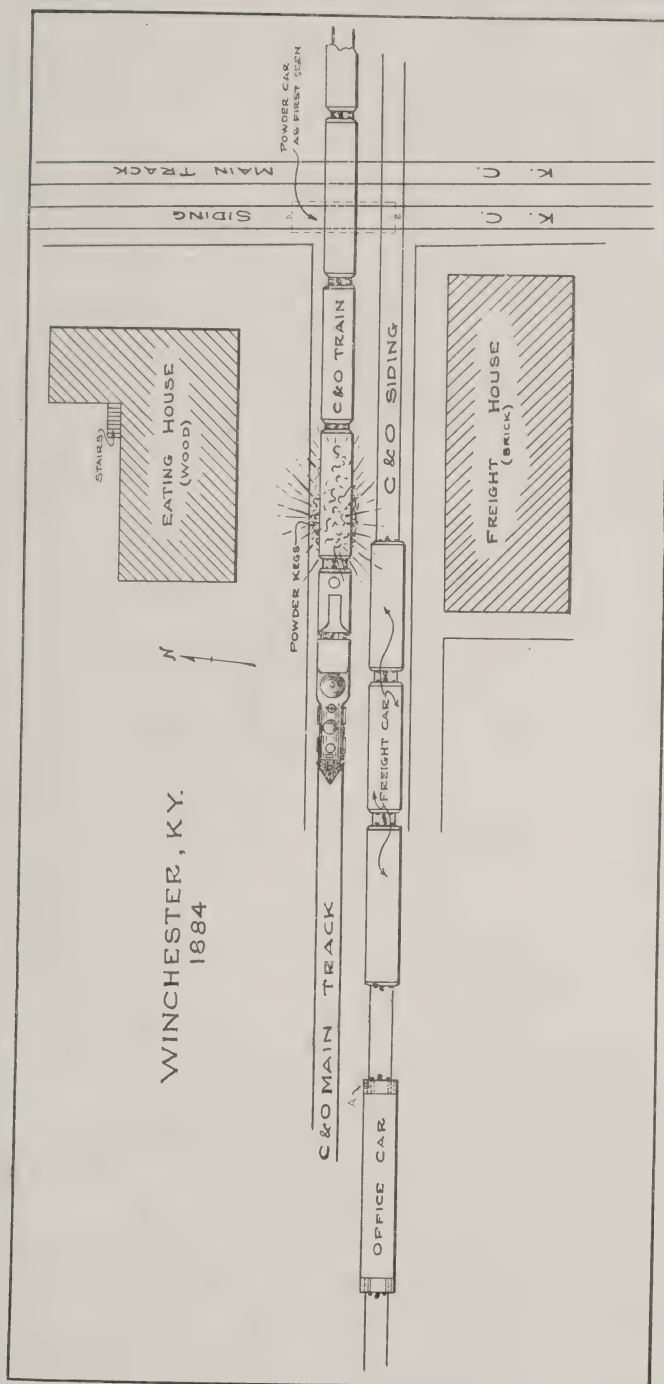 WINCHESTER, KY.
1884
N
STAIRS
EATING HOUSE
(WOOD)
POWDER CAR
AS FIRST SEEN
MAIN TRACK
SIDING
K. U.
K. U.
POWDER KEGS
C&O TRAIN
C&O SIDING
FREIGHT HOUSE
(BRICK)
C&O MAIN TRACK
FREIGHT CAR
A
OFFICE CAR